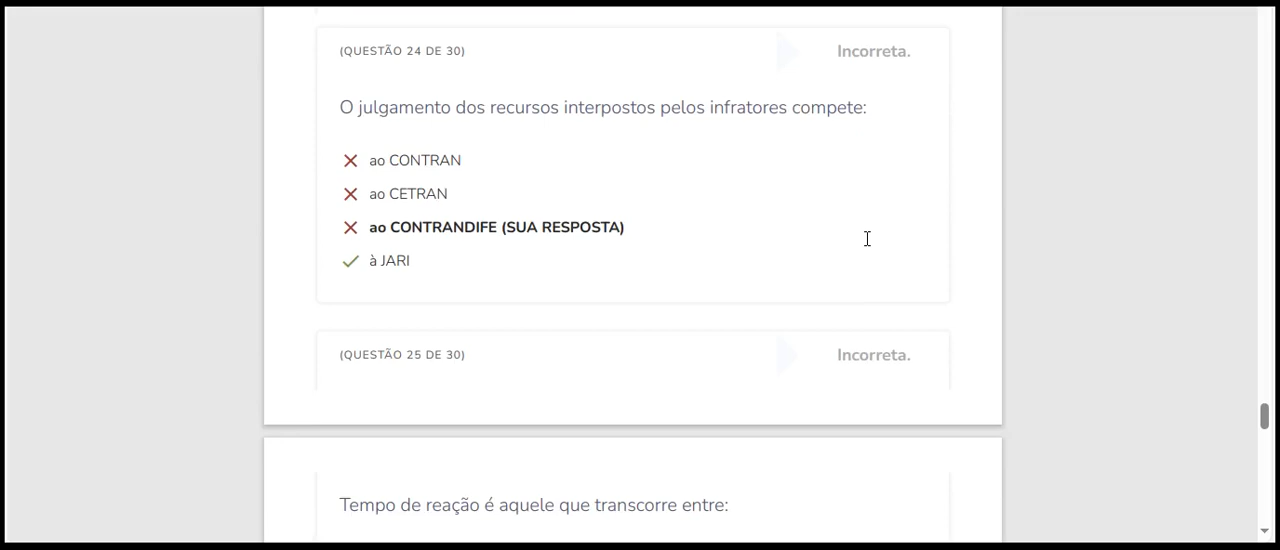 (QUESTÃO 24 DE 30)
Incorreta.
O julgamento dos recursos interpostos pelos infratores compete:
ao CONTRAN
ao CETRAN
ao CONTRANDIFE (SUA RESPOSTA)
à JARI
(QUESTÃO 25 DE 30)
Incorreta.
Tempo de reação é aquele que transcorre entre: